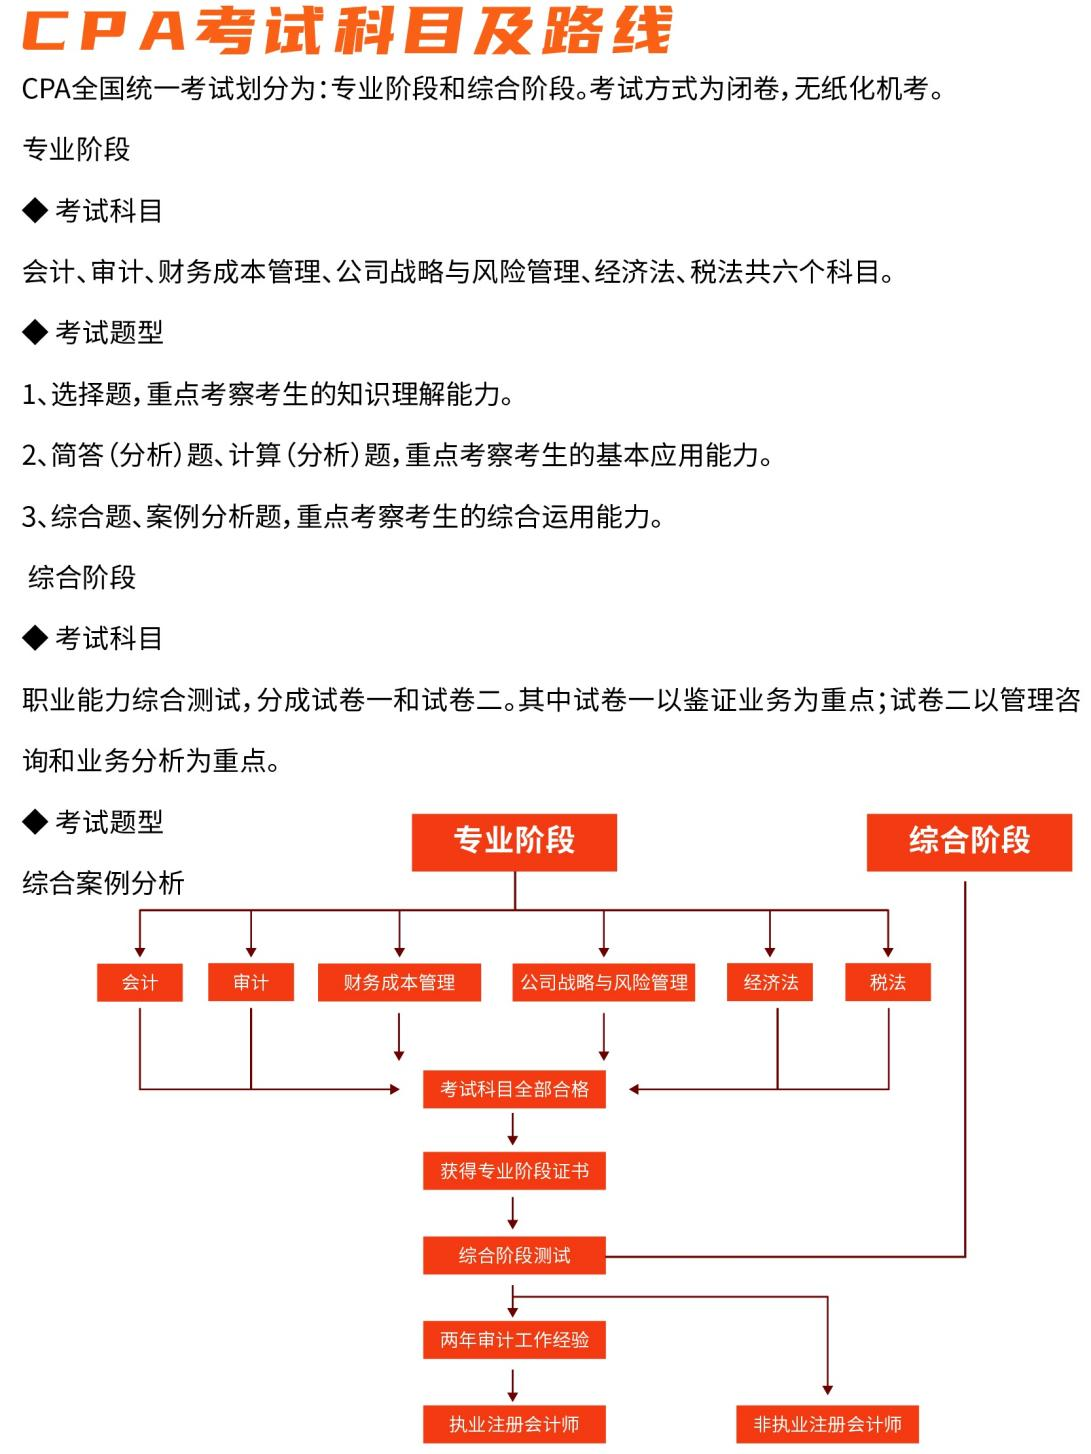 CPA考试科目及路线
CPA全国统一考试划分为：专业阶段和综合阶段。考试方式为闭卷，无纸化机考。
专业阶段
◆ 考试科目
会计、审计、财务成本管理、公司战略与风险管理、经济法、税法共六个科目。
◆ 考试题型
1、选择题，重点考察考生的知识理解能力。
2、简答（分析）题、计算（分析）题，重点考察考生的基本应用能力。
3、综合题、案例分析题，重点考察考生的综合运用能力。
综合阶段
◆ 考试科目
职业能力综合测试，分成试卷一和试卷二。其中试卷一以鉴证业务为重点；试卷二以管理咨
询和业务分析为重点。
◆ 考试题型
综合案例分析
专业阶段
综合阶段
会计
审计
财务成本管理
公司战略与风险管理
经济法
税法
考试科目全部合格
获得专业阶段证书
综合阶段测试
两年审计工作经验
执业注册会计师
非执业注册会计师